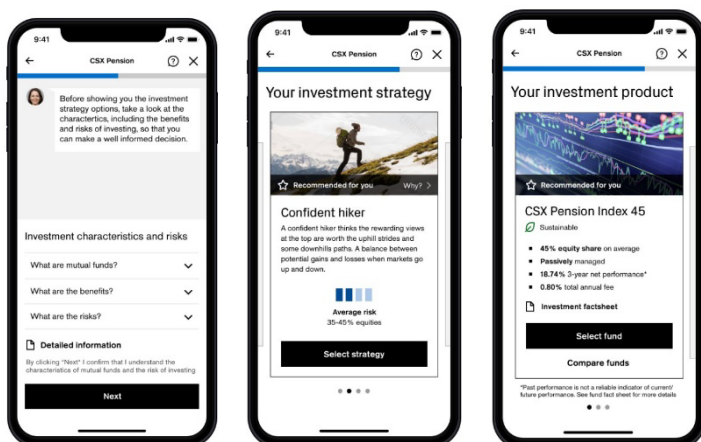 9:41
CSX Pension
Before showing you the investment
strategy options, take a look at the
charactertics, including the benefits
and risks of investing, so that you
can make a well informed decision.
Investment characteristics and risks
What are mutual funds?
What are the benefits?
What are the risks?
Detailed information
By clicking "Next" I confirm that I understand the
characteristics of mutual funds and the risk of investing
Next
9:41
CSX Pension
Your investment strategy
Recommended for you
Why?
Confident hiker
A confident hiker thinks the rewarding views
at the top are worth the uphill strides and
some downhills paths. A balance between
potential gains and losses when markets go
up and down.
Average risk
35-45% equities
Select strategy
9:41
CSX Pension
Your investment product
Recommended for you
CSX Pension Index 45
Sustainable
45% equity share on average
Passively managed
18.74% 3-year net performance*
0.80% total annual fee
Investment factsheet
Select fund
Compare funds
*Past performance is not a reliable indicator of current/
future performance. See fund fact sheet for more details